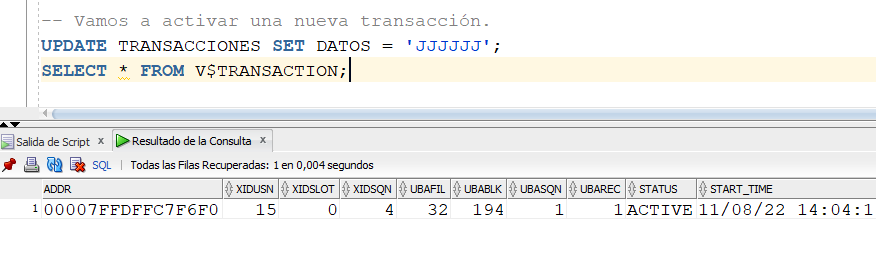 -- Vamos a activar una nueva transacción.
UPDATE TRANSACCIONES SET DATOS = 'JJJJJJ';
SELECT * FROM V$TRANSACTION;
Salida de Script x Resultado de la Consulta x
SQL | Todas las Filas Recuperadas: 1 en 0,004 segundos
ADDR XIDUSN XIDSLOT XIDSQN UBAFIL UBABLK UBASQN UBAREC STATUS START_TIME
1 00007FFDFFC7F6F0 15 0 4 32 194 1 1 ACTIVE 11/08/22 14:04:1